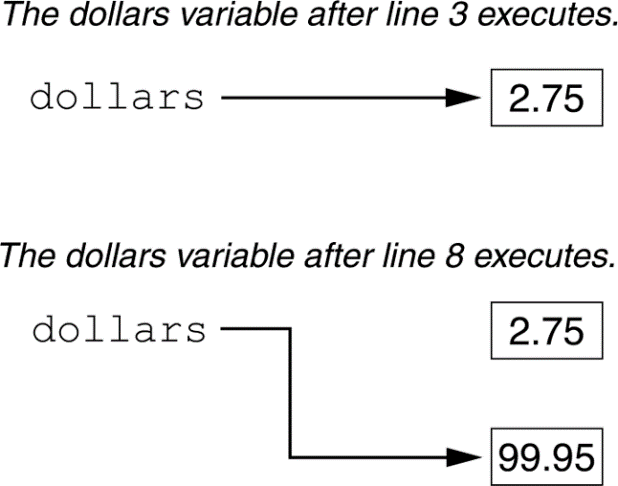 The dollars variable after line 3 executes.
dollars 2.75
The dollars variable after line 8 executes.
dollars 2.75
99.95